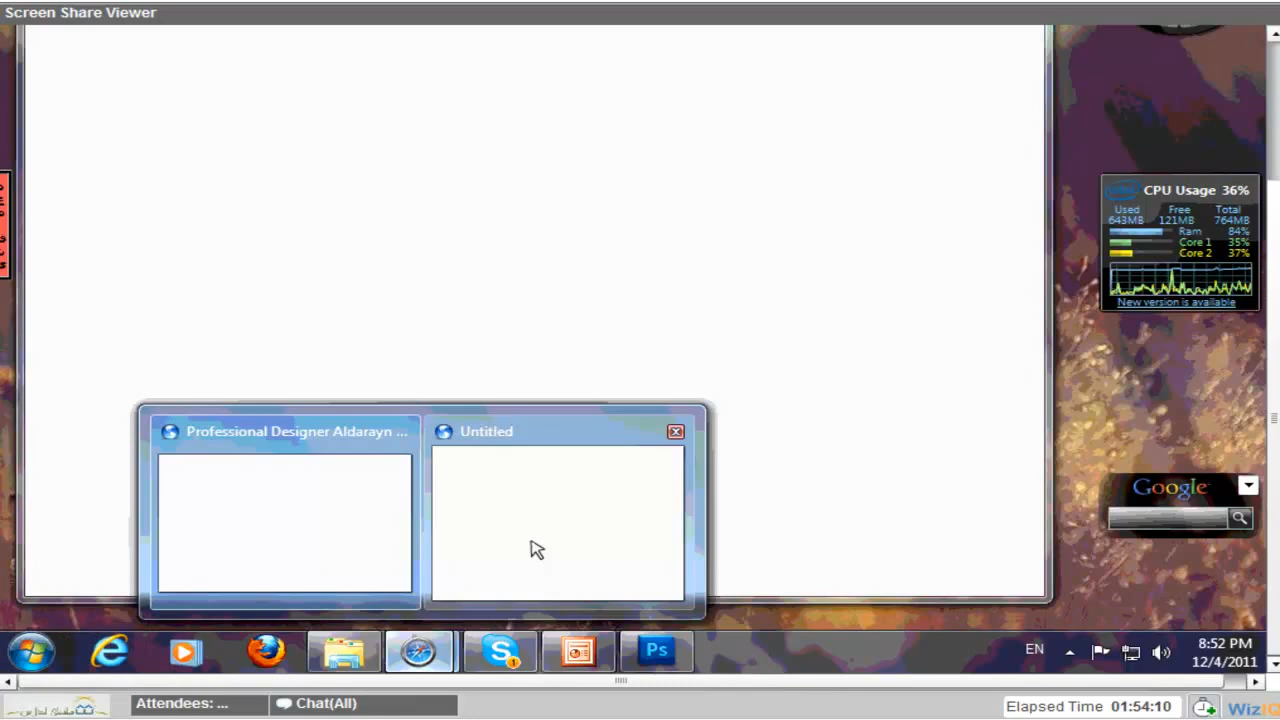 Screen Share Viewer
CPU Usage 36%
Used Free Total
643MB 121MB 764MB
Ram 84%
Core 1 35%
Core 2 37%
New version is available
Professional Designer Aldarayn ...
Untitled
Google
Ps
EN
8:52 PM
12/4/2011
Attendees: ...
Chat(All)
Elapsed Time 01:54:10
WizIQ